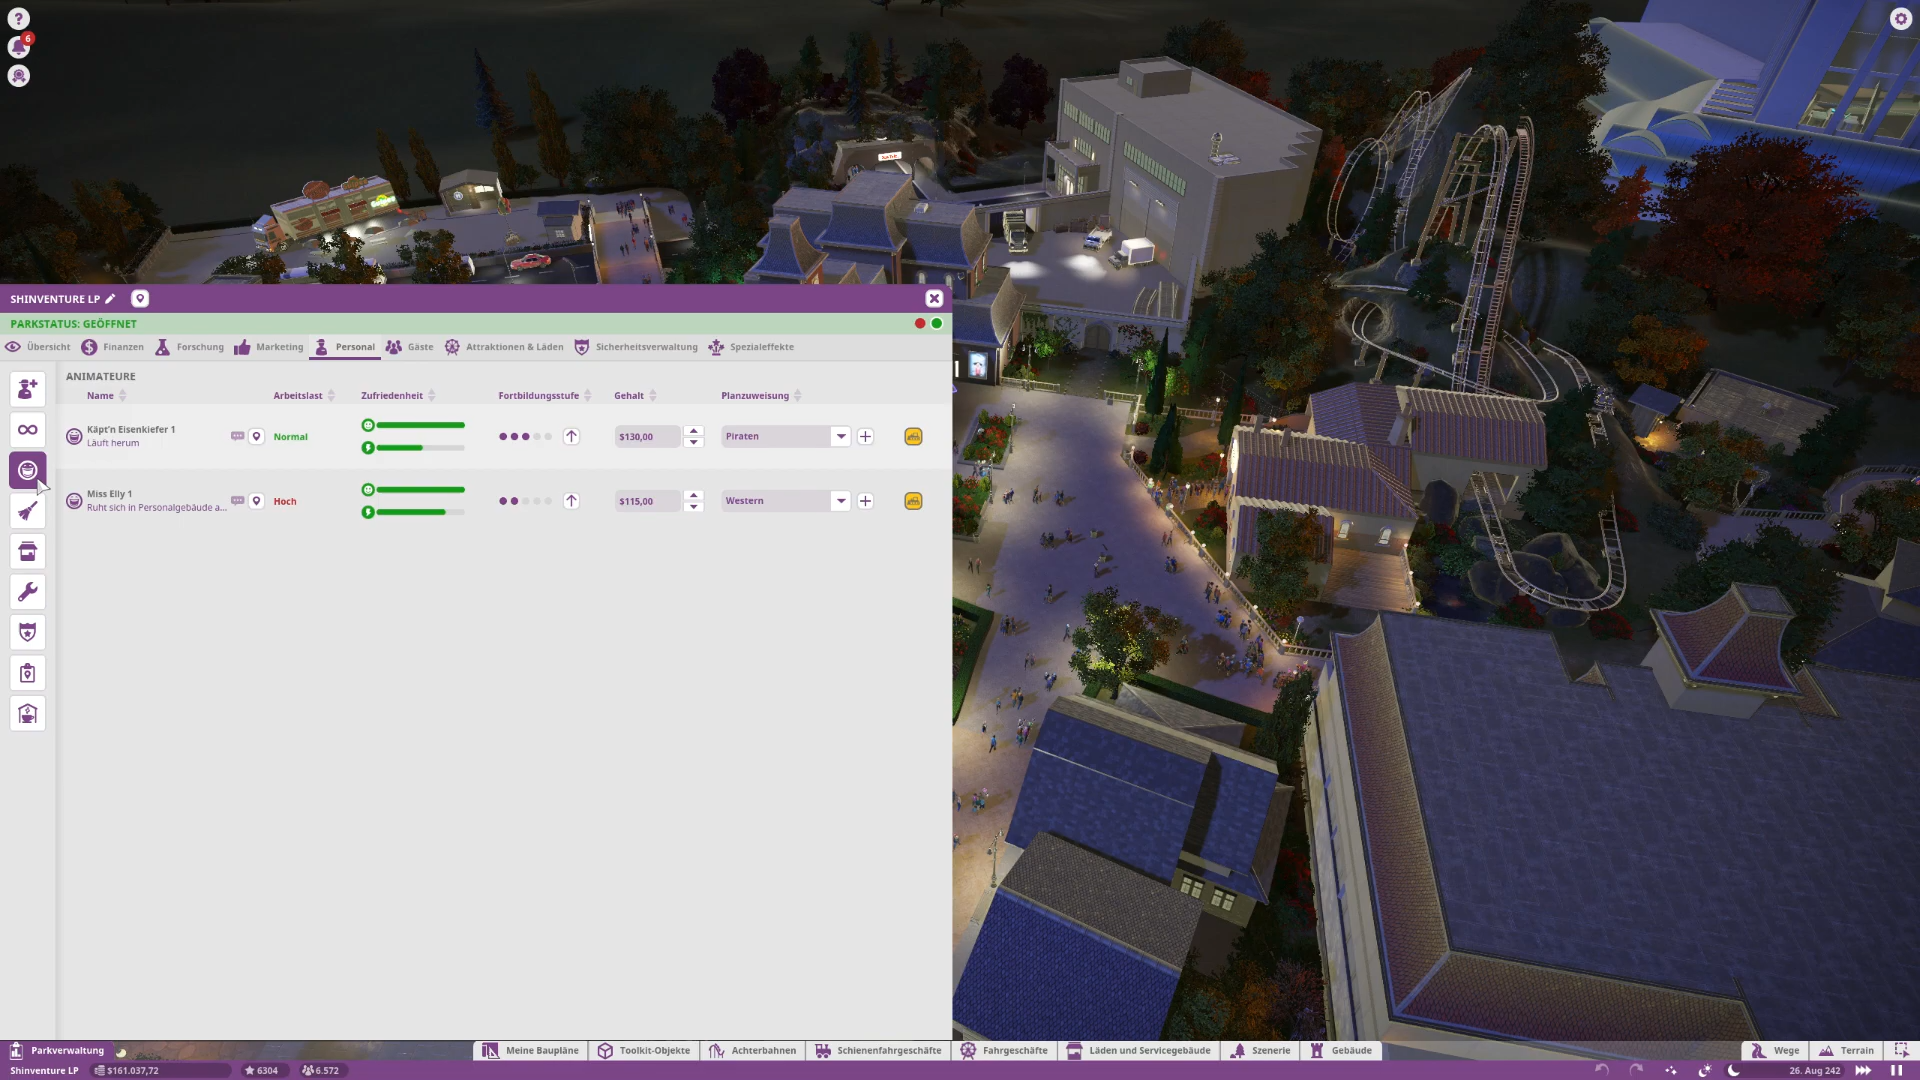 ?
6
SHINVENTURE LP
PARKSTATUS: GEÖFFNET
Übersicht Finanzen Forschung Marketing Personal Gäste Attraktionen & Läden Sicherheitsverwaltung Spezialeffekte
ANIMATEURE
Name Arbeitslast Zufriedenheit Fortbildungsstufe Gehalt Planzuweisung
Käpt'n Eisenkiefer 1
Läuft herum
Normal $130,00 Piraten
Miss Elly 1
Ruht sich in Personalgebäude a...
Hoch $115,00 Western
Parkverwaltung Meine Baupläne Toolkit-Objekte Achterbahnen Schienenfahrgeschäfte Fahrgeschäfte Läden und Servicegebäude Szenerie Gebäude Wege Terrain
Shinventure LP $161.037,72 6304 6.572 26. Aug 242